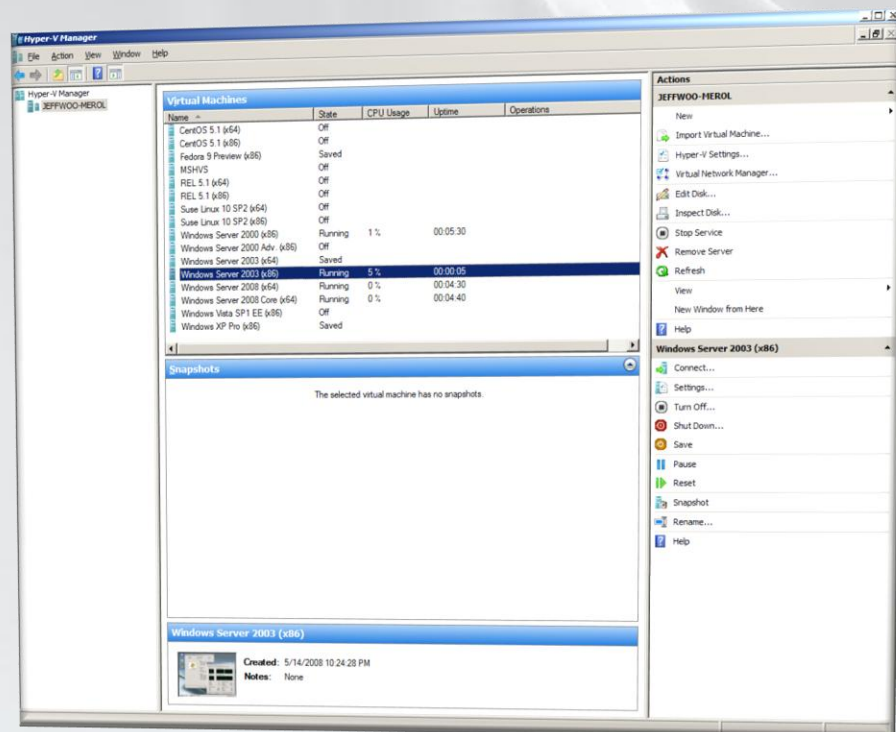 Hyper-V Manager
File Action View Window Help
Hyper-V Manager
JEFFWOO-MEROL
Virtual Machines
Name State CPU Usage Uptime Operations
CentOS 5.1 (x64) Off
CentOS 5.1 (x86) Off
Fedora 9 Preview (x86) Saved
MSHVS Off
REL 5.1 (x64) Off
REL 5.1 (x86) Off
Suse Linux 10 SP2 (x64) Off
Suse Linux 10 SP2 (x86) Off
Windows Server 2000 (x86) Running 1 % 00:05:30
Windows Server 2000 Adv. (x86) Off
Windows Server 2003 (x64) Saved
Windows Server 2003 (x86) Running 5 % 00:00:05
Windows Server 2008 (x64) Running 0 % 00:04:30
Windows Server 2008 Core (x64) Running 0 % 00:04:40
Windows Vista SP1 EE (x86) Off
Windows XP Pro (x86) Saved
Snapshots
The selected virtual machine has no snapshots.
Windows Server 2003 (x86)
Created: 5/14/2008 10:24:28 PM
Notes: None
Actions
JEFFWOO-MEROL
New
Import Virtual Machine...
Hyper-V Settings...
Virtual Network Manager...
Edit Disk...
Inspect Disk...
Stop Service
Remove Server
Refresh
View
New Window from Here
Help
Windows Server 2003 (x86)
Connect...
Settings...
Turn Off...
Shut Down...
Save
Pause
Reset
Snapshot
Rename...
Help